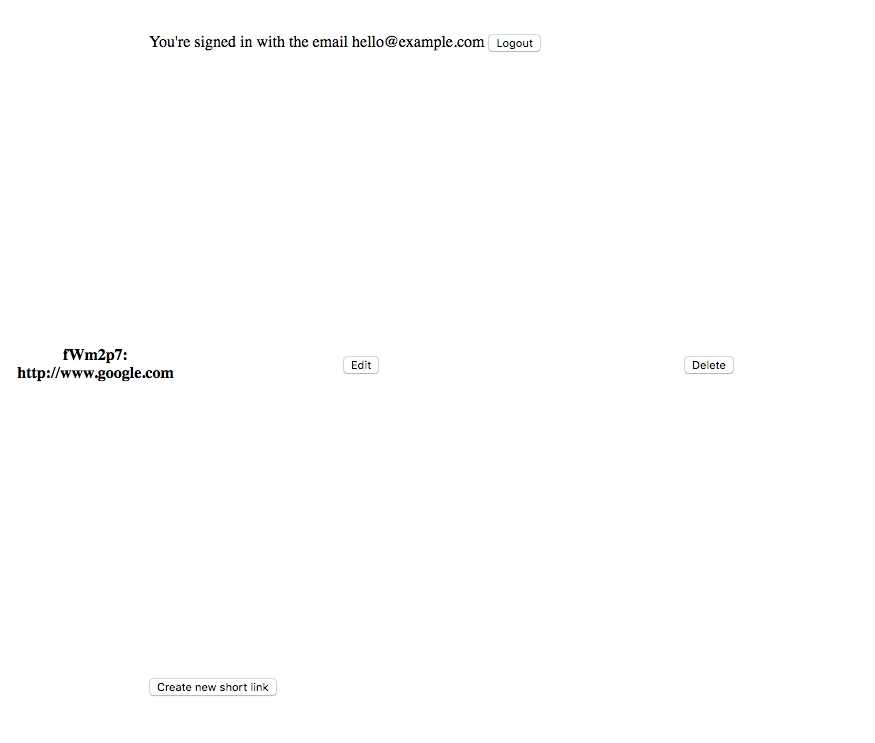 You're signed in with the email hello@example.com Logout
fWm2p7:
http://www.google.com
Edit
Delete
Create new short link